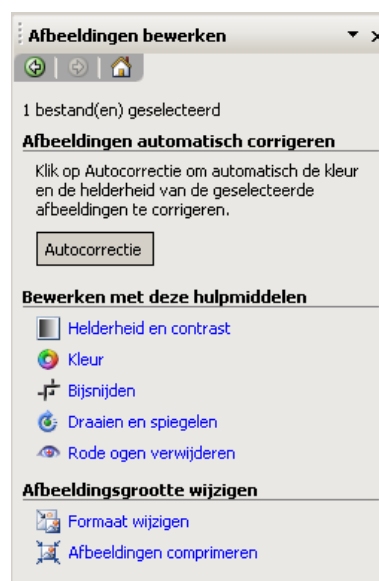 Afbeeldingen bewerken
1 bestand(en) geselecteerd
Afbeeldingen automatisch corrigeren
Klik op Autocorrectie om automatisch de kleur
en de helderheid van de geselecteerde
afbeeldingen te corrigeren.
Autocorrectie
Bewerken met deze hulpmiddelen
Helderheid en contrast
Kleur
Bijsnijden
Draaien en spiegelen
Rode ogen verwijderen
Afbeeldingsgrootte wijzigen
Formaat wijzigen
Afbeeldingen comprimeren